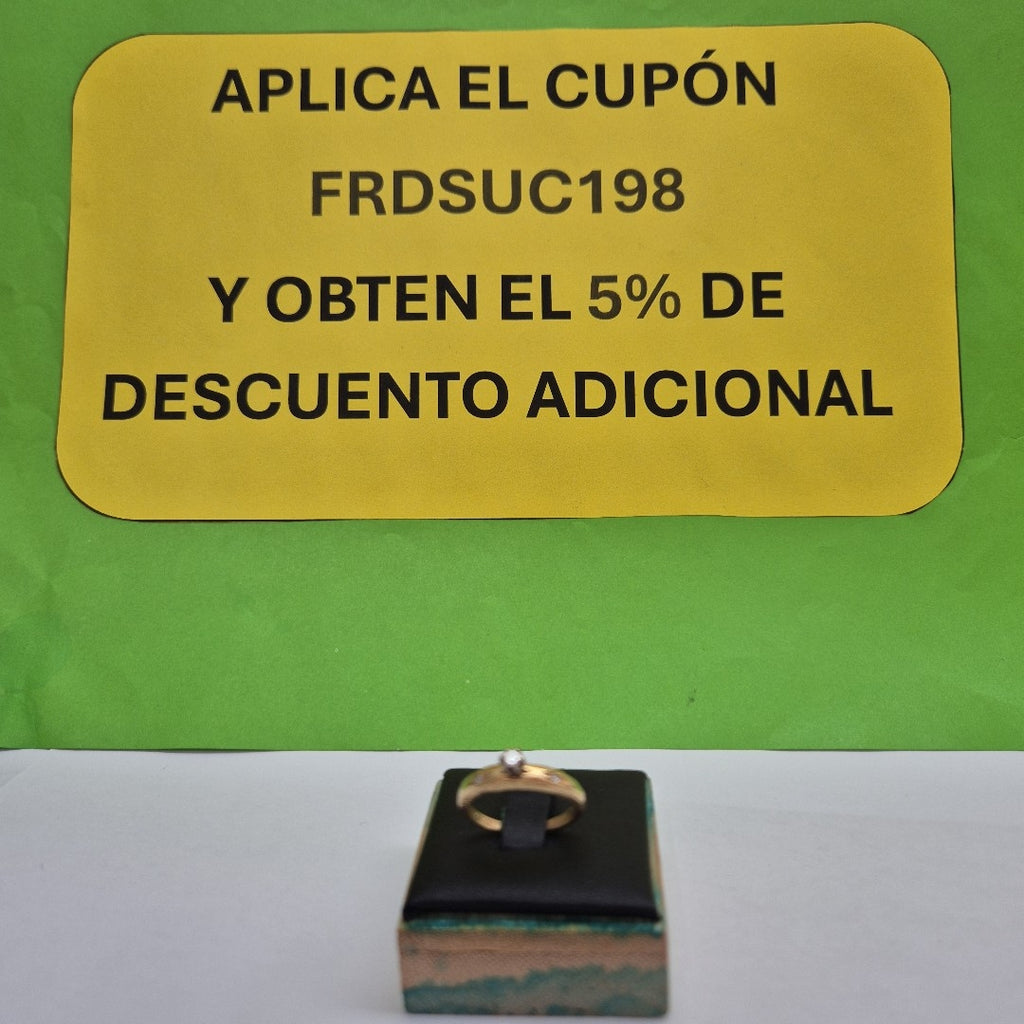 APLICA EL CUPÓN
FRDSUC198
Y OBTEN EL 5% DE
DESCUENTO ADICIONAL